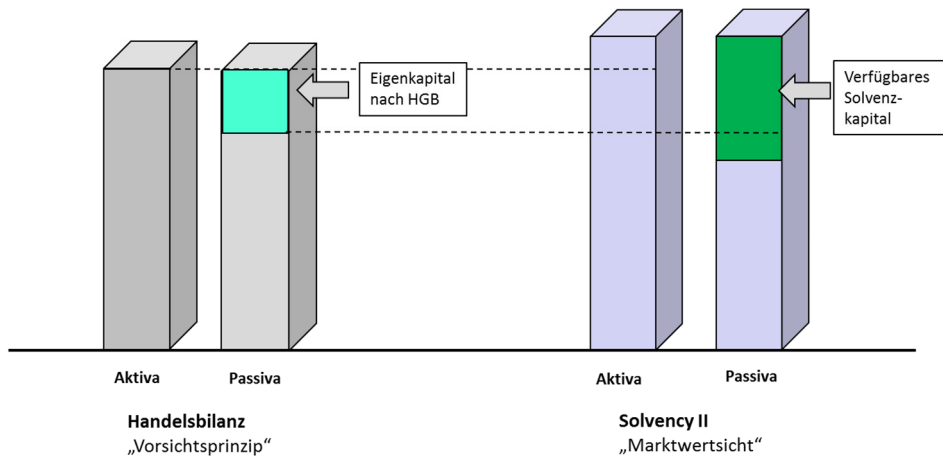 Eigenkapital
nach HGB
Verfügbares
Solvenz-
kapital
Aktiva
Passiva
Aktiva
Passiva
Handelsbilanz
„Vorsichtsprinzip“
Solvency II
„Marktwertsicht“